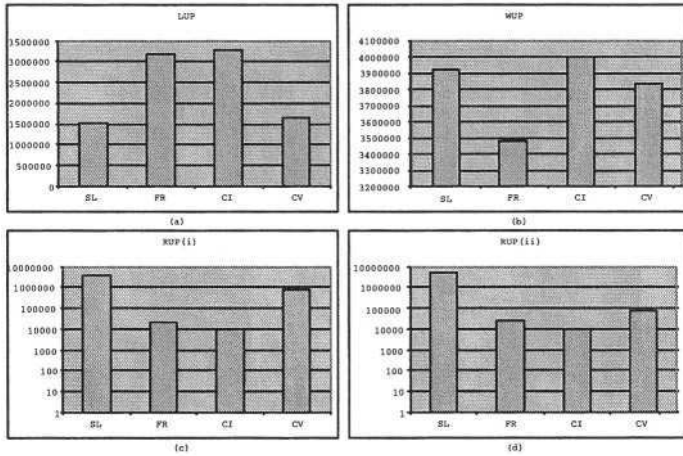 LUP
3500000
3000000
2500000
2000000
1500000
1000000
500000
0
SL FR CI CV
(a)
WUP
4100000
4000000
3900000
3800000
3700000
3600000
3500000
3400000
3300000
3200000
SL FR CI CV
(b)
RUP(i)
10000000
1000000
100000
10000
1000
100
10
1
SL FR CI CV
(c)
RUP(ii)
10000000
1000000
100000
10000
1000
100
10
1
SL FR CI CV
(d)